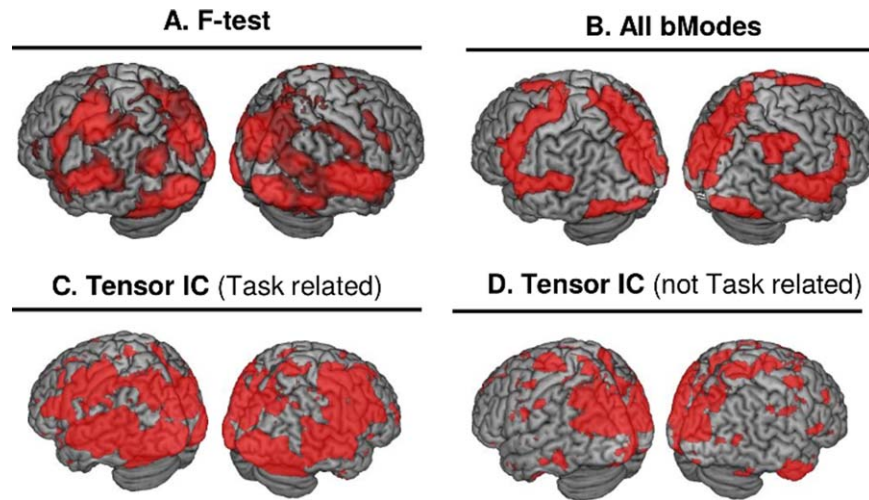 A. F-test
B. All bModes
C. Tensor IC (Task related)
D. Tensor IC (not Task related)